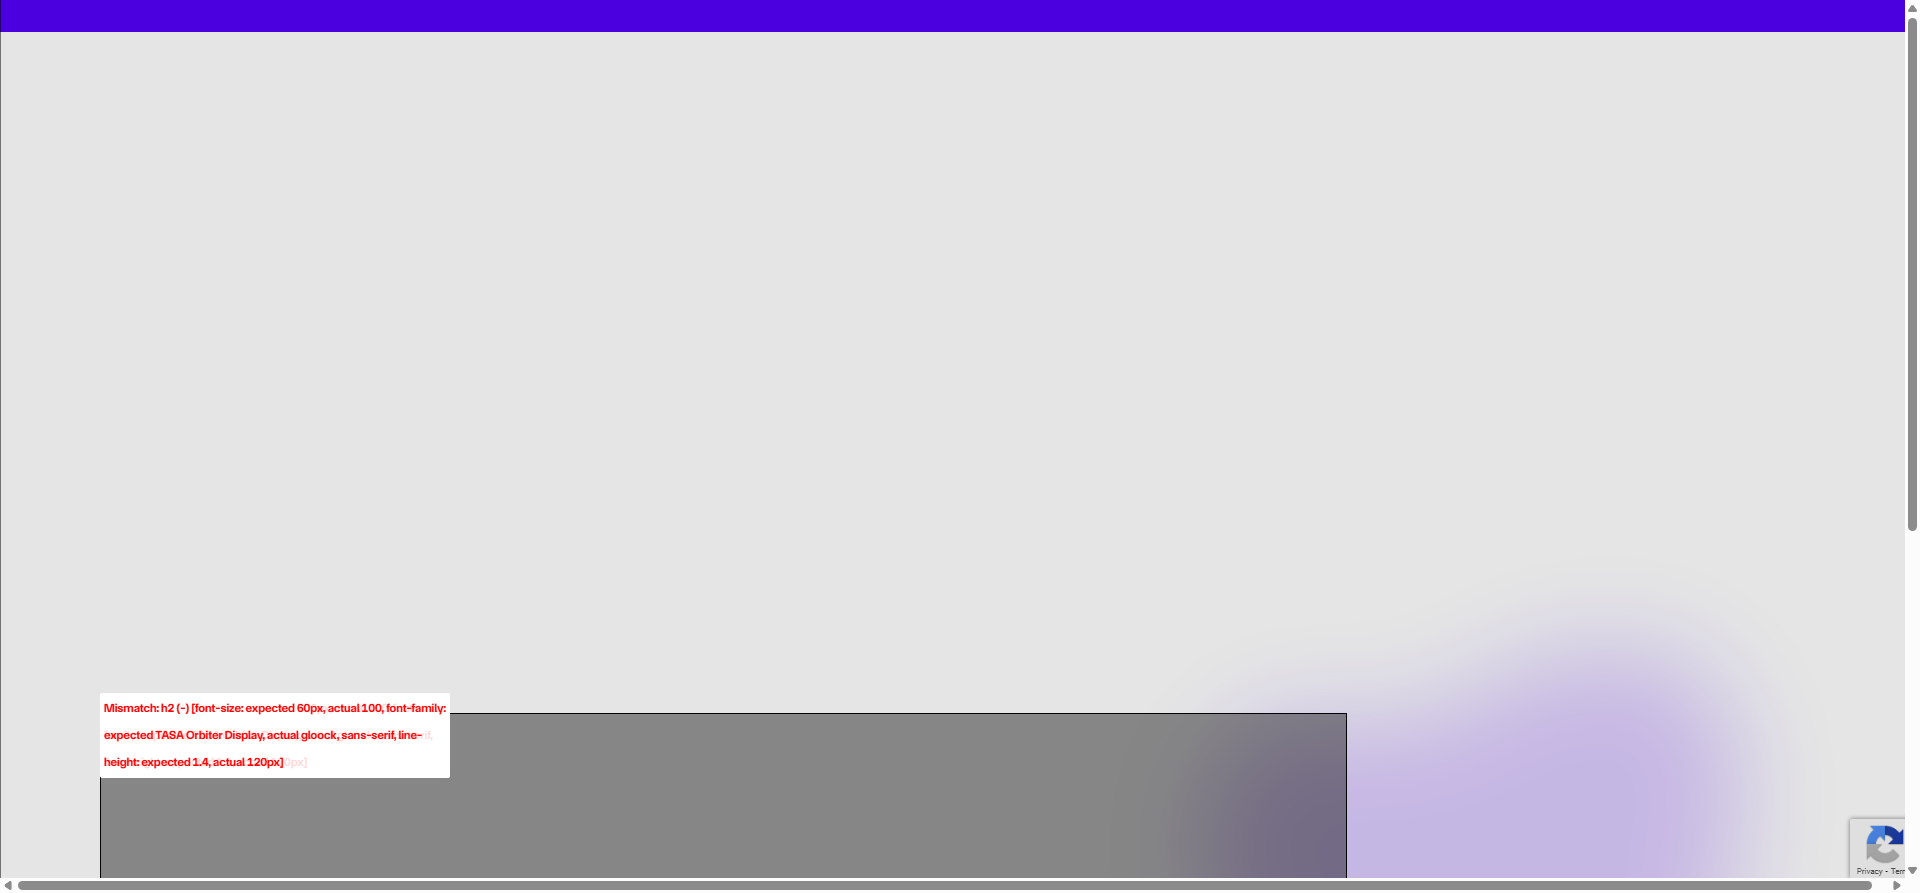 Mismatch: h2 (-) [font-size: expected 60px, actual 100, font-family:
expected TASA Orbiter Display, actual gloock, sans-serif, line-
height: expected 1.4, actual 120px]
Privacy - Terr